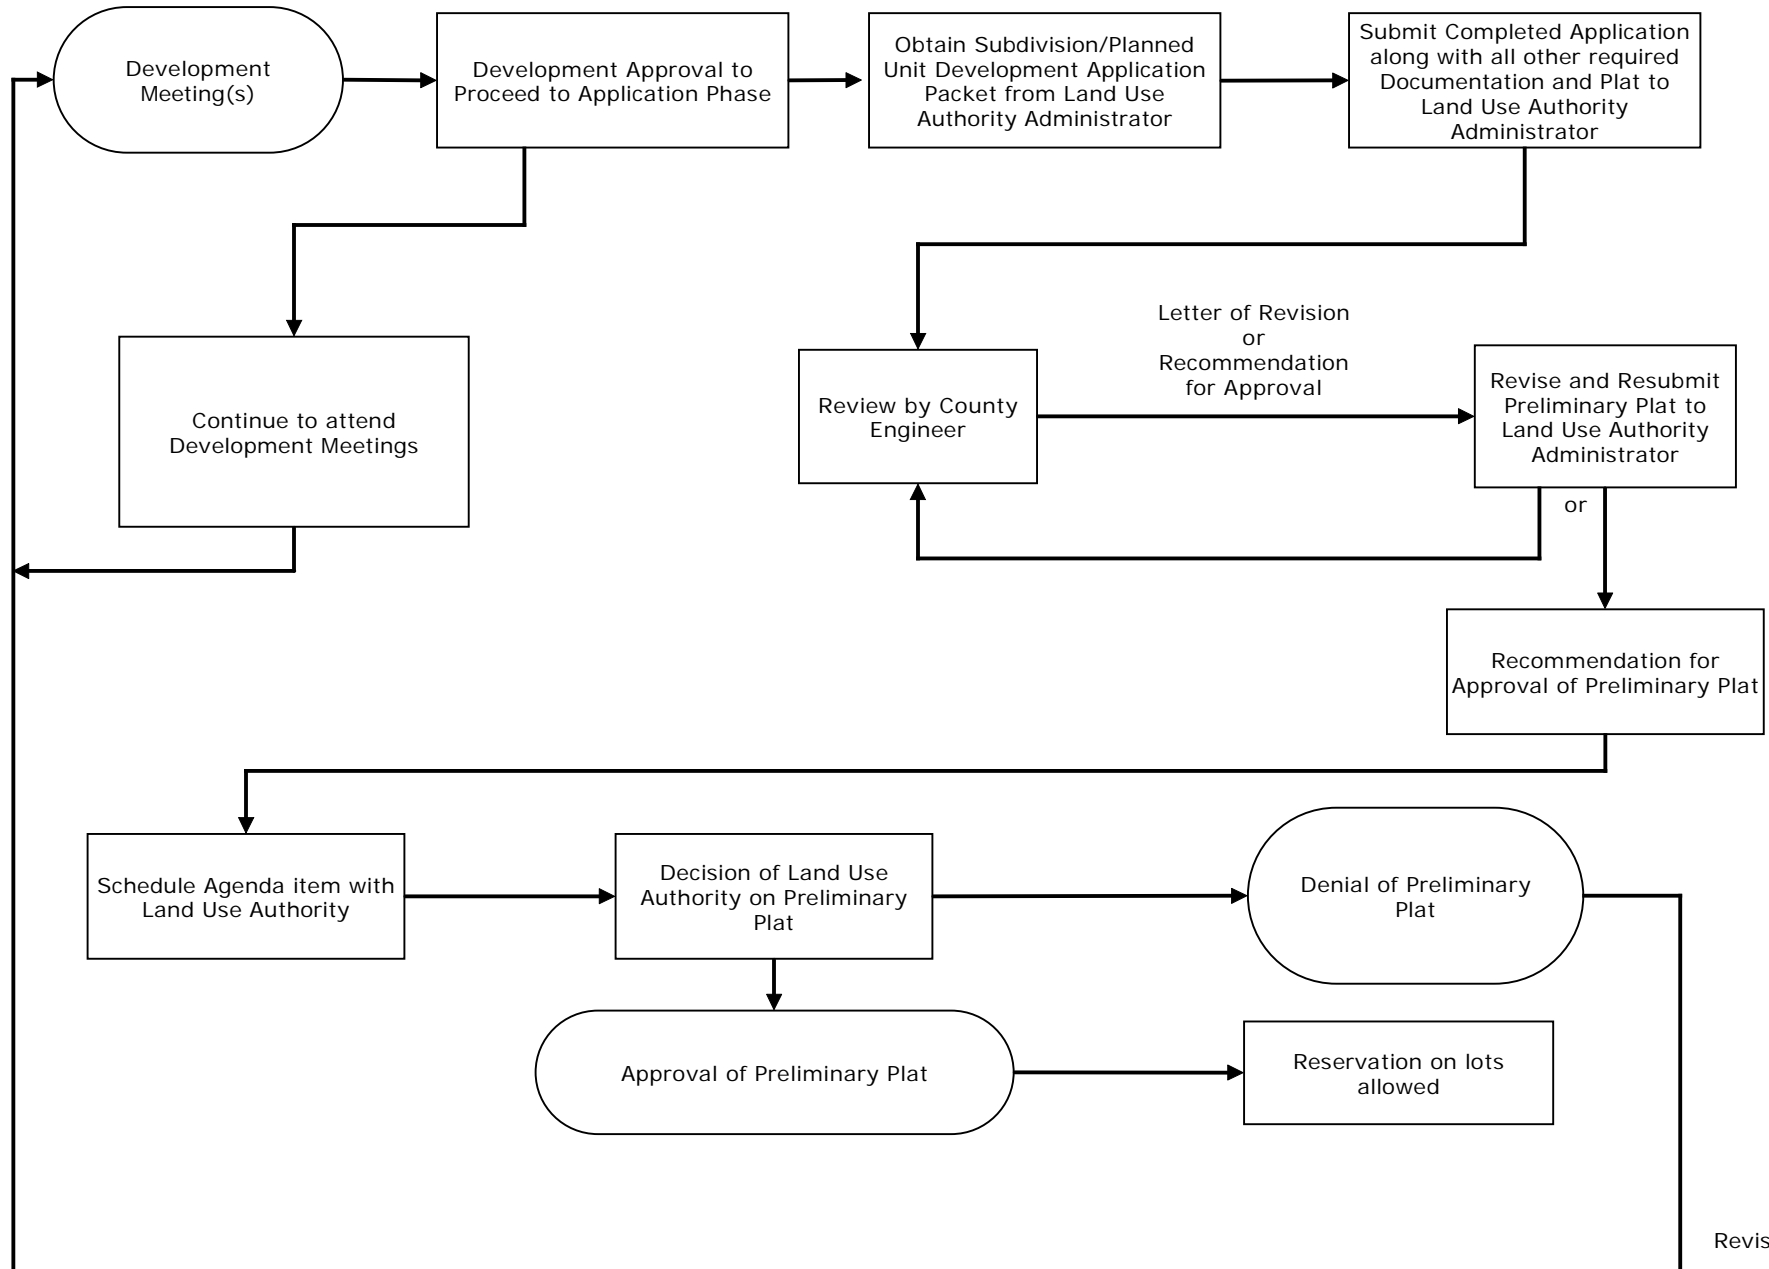 Development
Meeting(s)
Development Approval to
Proceed to Application Phase
Obtain Subdivision/Planned
Unit Development Application
Packet from Land Use
Authority Administrator
Submit Completed Application
along with all other required
Documentation and Plat to
Land Use Authority
Administrator
Continue to attend
Development Meetings
Review by County
Engineer
Letter of Revision
or
Recommendation
for Approval
Revise and Resubmit
Preliminary Plat to
Land Use Authority
Administrator
or
Recommendation for
Approval of Preliminary Plat
Schedule Agenda item with
Land Use Authority
Decision of Land Use
Authority on Preliminary
Plat
Denial of Preliminary
Plat
Approval of Preliminary Plat
Reservation on lots
allowed
Revis